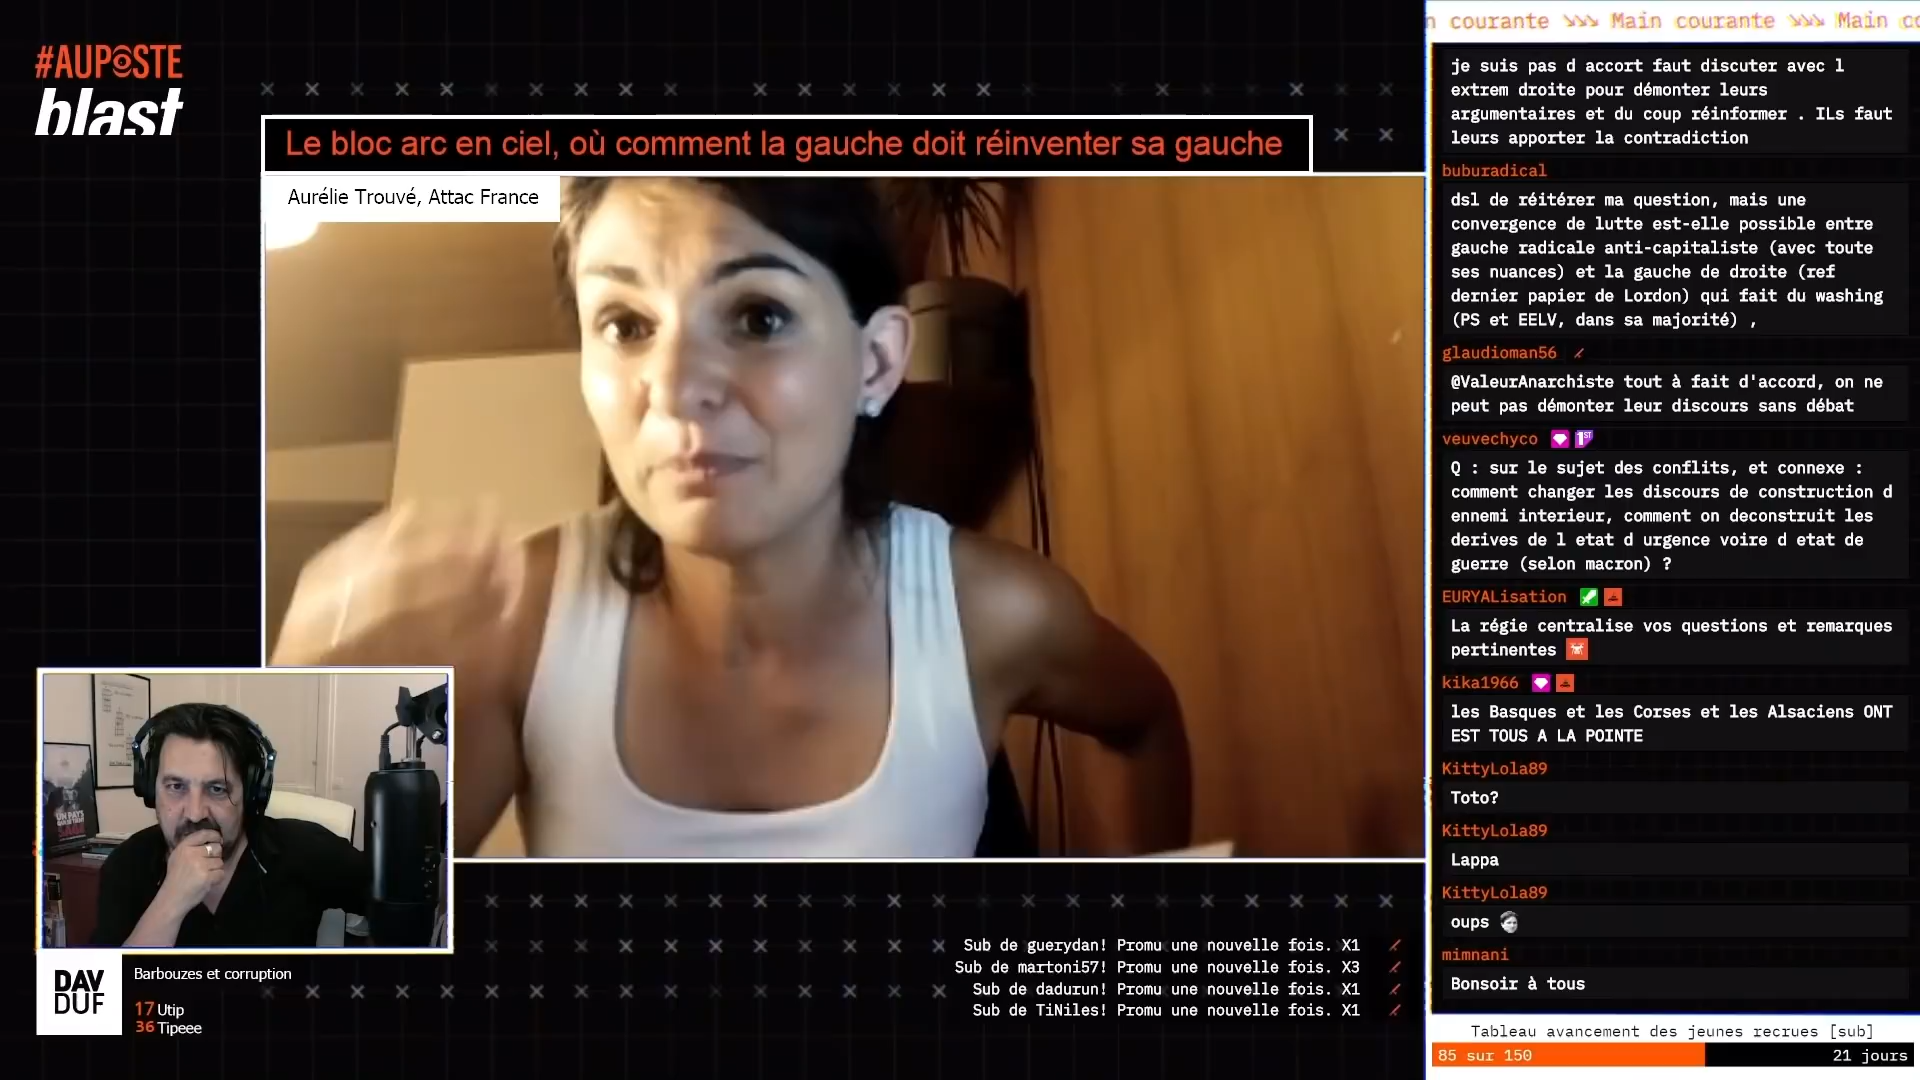 #AUPOSTE
blast
Le bloc arc en ciel, où comment la gauche doit réinventer sa gauche
Aurélie Trouvé, Attac France
UN PAYS
QUI SE TIENT
SAGE
DAV
DUF
Barbouzes et corruption
17 Utip
36 Tipeee
Sub de guerydan! Promu une nouvelle fois. X1
Sub de martoni57! Promu une nouvelle fois. X3
Sub de dadurun! Promu une nouvelle fois. X1
Sub de TiNiles! Promu une nouvelle fois. X1
n courante >>> Main courante >>> Main co
je suis pas d accort faut discuter avec l
extrem droite pour démonter leurs
argumentaires et du coup réinformer . ILs faut
leurs apporter la contradiction
buburadical
dsl de réitérer ma question, mais une
convergence de lutte est-elle possible entre
gauche radicale anti-capitaliste (avec toute
ses nuances) et la gauche de droite (ref
dernier papier de Lordon) qui fait du washing
(PS et EELV, dans sa majorité) ,
glaudioman56
@ValeurAnarchiste tout à fait d'accord, on ne
peut pas démonter leur discours sans débat
veuvechyco 1ST
Q : sur le sujet des conflits, et connexe :
comment changer les discours de construction d
ennemi interieur, comment on deconstruit les
derives de l etat d urgence voire d etat de
guerre (selon macron) ?
EURYALisation
La régie centralise vos questions et remarques
pertinentes
kika1966
les Basques et les Corses et les Alsaciens ONT
EST TOUS A LA POINTE
KittyLola89
Toto?
KittyLola89
Lappa
KittyLola89
oups
mimnani
Bonsoir à tous
Tableau avancement des jeunes recrues [sub]
85 sur 150 21 jours